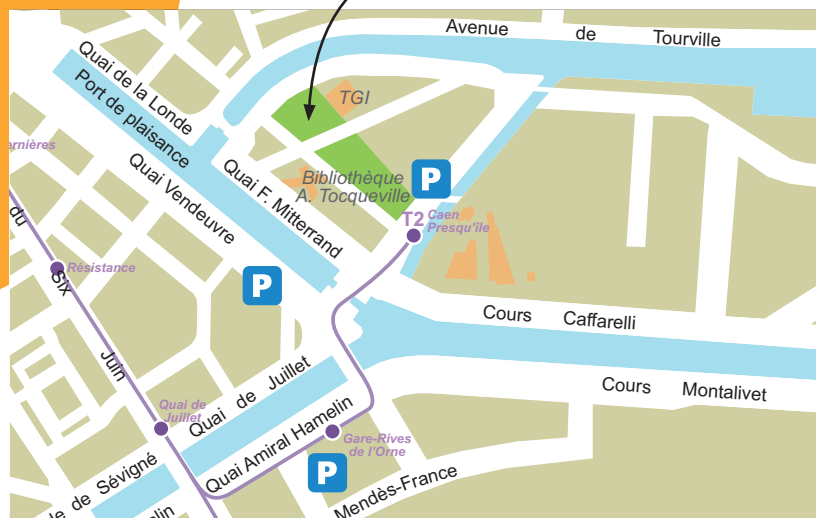 Avenue de Tourville
Quai de la Londe
Port de plaisance
TGI
Quai Vendeuvre
Quai F. Mitterrand
Bibliothèque
A. Tocqueville
P
T2 Caen
Presqu'île
du Six Juin
Résistance
P
Cours Caffarelli
Cours Montalivet
Quai de Juillet
Quai de
Juillet
Quai Amiral Hamelin
Gare-Rives
de l'Orne
P
Mendès-France
de Sévigné